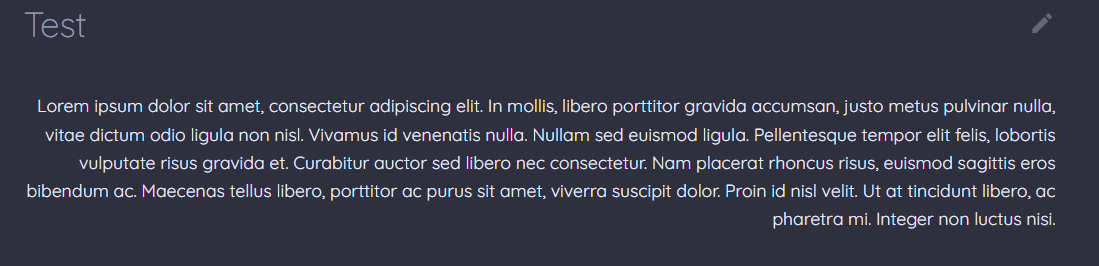 Test
Lorem ipsum dolor sit amet, consectetur adipiscing elit. In mollis, libero porttitor gravida accumsan, justo metus pulvinar nulla,
vitae dictum odio ligula non nisl. Vivamus id venenatis nulla. Nullam sed euismod ligula. Pellentesque tempor elit felis, lobortis
vulputate risus gravida et. Curabitur auctor sed libero nec consectetur. Nam placerat rhoncus risus, euismod sagittis eros
bibendum ac. Maecenas tellus libero, porttitor ac purus sit amet, viverra suscipit dolor. Proin id nisl velit. Ut at tincidunt libero, ac
pharetra mi. Integer non luctus nisi.